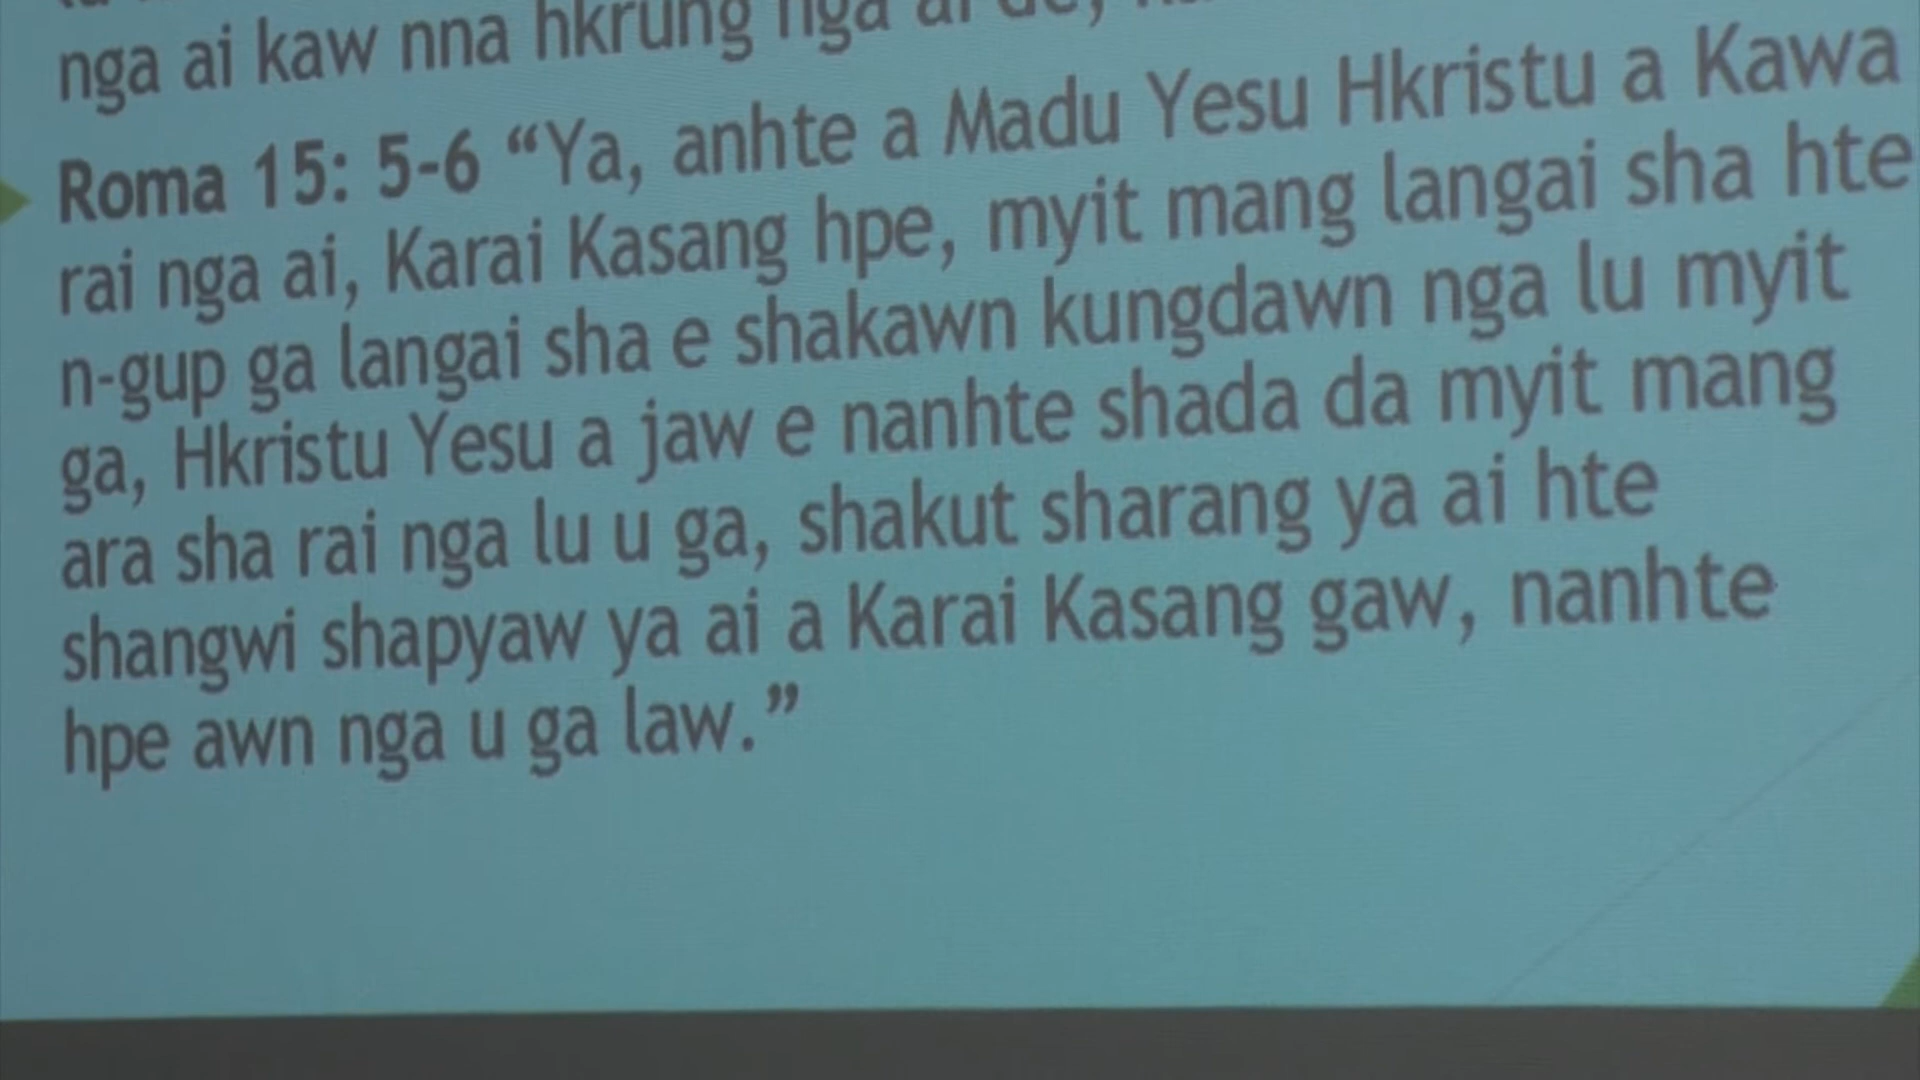 nga ai kaw nna hkrung nga ai
Roma 15: 5-6 “Ya, anhte a Madu Yesu Hkristu a Kawa
rai nga ai, Karai Kasang hpe, myit mang langai sha hte
n-gup ga langai sha e shakawn kungdawn nga lu myit
ga, Hkristu Yesu a jaw e nanhte shada da myit mang
ara sha rai nga lu u ga, shakut sharang ya ai hte
shangwi shapyaw ya ai a Karai Kasang gaw, nanhte
hpe awn nga u ga law.”